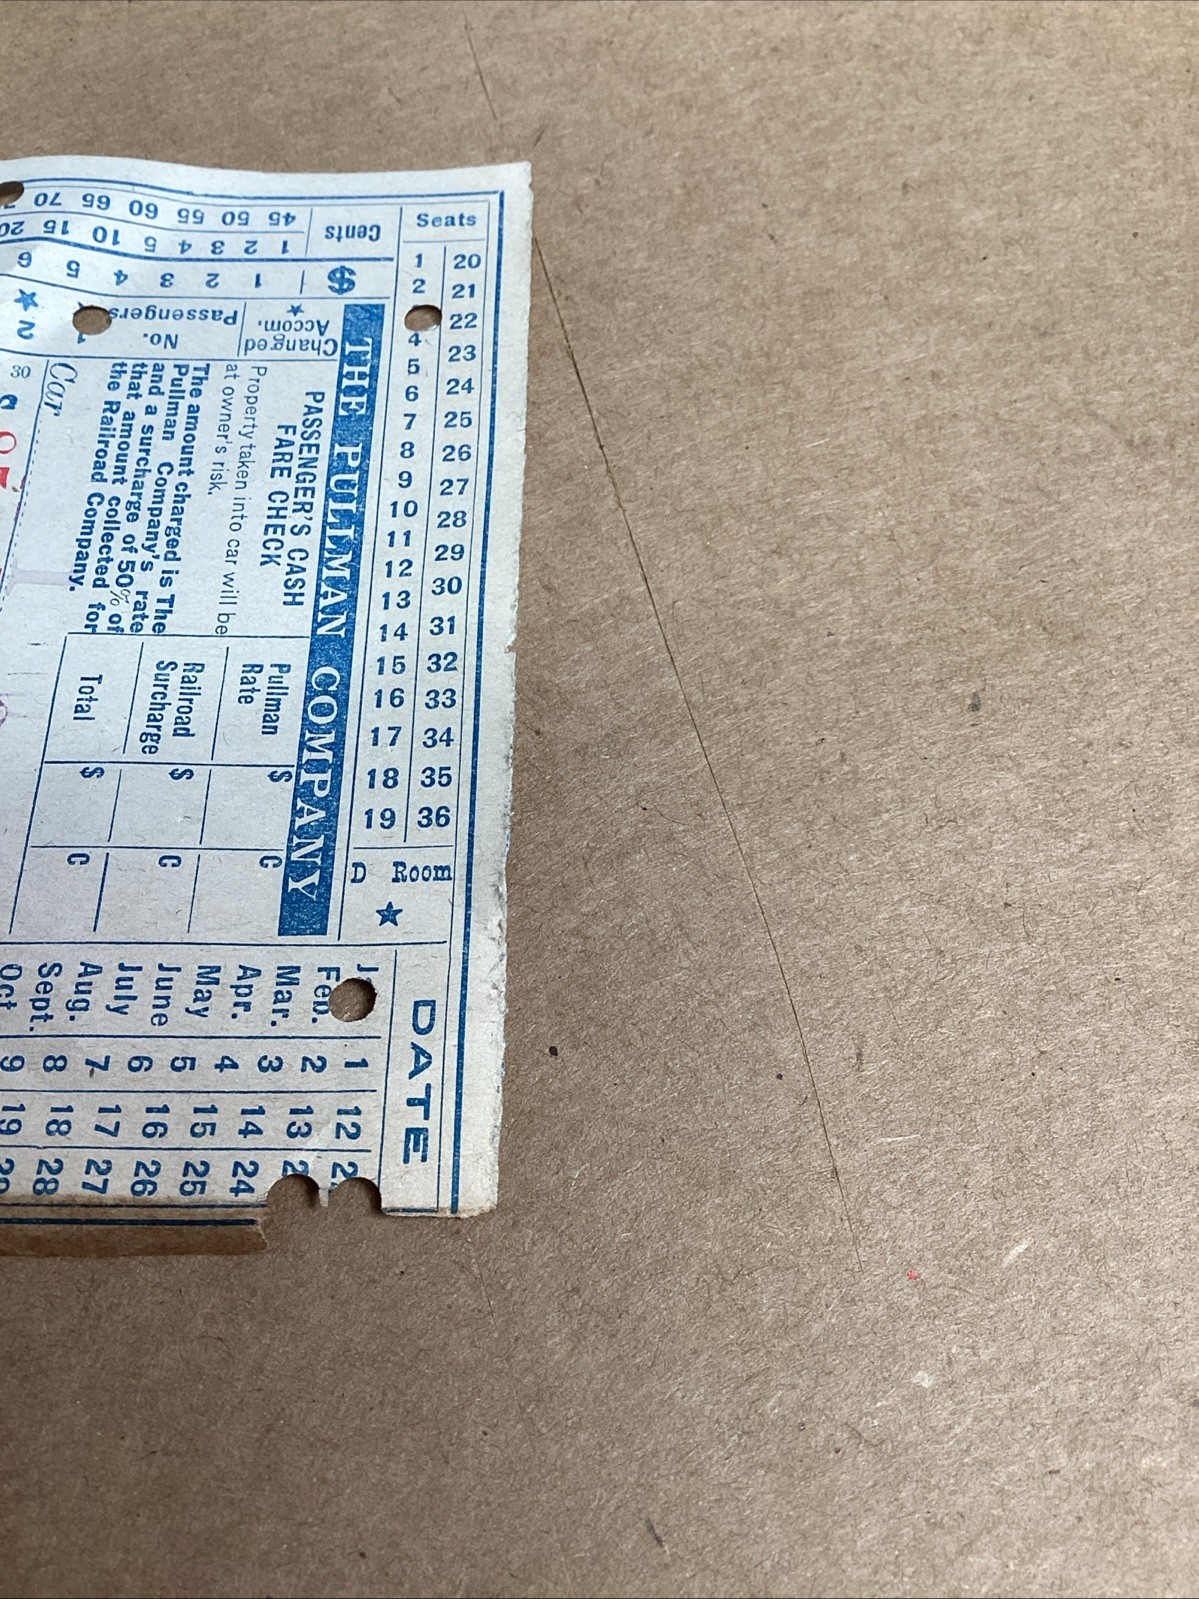 Seats
1 20
2 21
22
4 23
5 24
6 25
7 26
8 27
9 28
10 29
11 30
12 31
13 32
14 33
15 34
16 35
17 36
18
19
D Room
★
DATE
THE PULLMAN COMPANY
PASSENGER'S CASH
FARE CHECK
Property taken into car will be
at owner's risk.
The amount charged is The
Pullman Company's rate
and a surcharge of 50% of
that amount collected for
the Railroad Company.
Car
Pullman
Rate
$ C
Railroad
Surcharge
$ C
Total
$ C
Cents
1 2 3 4 5 10 15 20
45 50 55 60 65 70
$
1 2 3 4 5 6
Changed
Accom.
★
No.
Passengers
★
2
30
Feb.
Mar.
Apr.
May
June
July
Aug.
Sept.
Oct
1 12
2 13
3 14 24
4 15 25
5 16 26
6 17 27
7 18 28
8 19
9